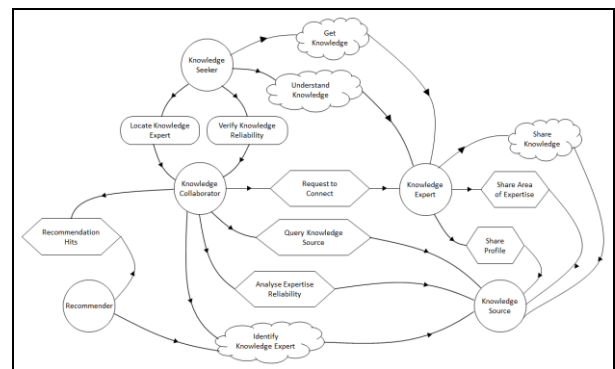 Get
Knowledge
Knowledge
Seeker
Understand
Knowledge
Share
Knowledge
Locate Knowledge
Expert
Verify Knowledge
Reliability
Knowledge
Collaborator
Request to
Connect
Knowledge
Expert
Share Area
of Expertise
Recommendation
Hits
Query Knowledge
Source
Share
Profile
Analyse Expertise
Reliability
Recommender
Knowledge
Source
Identify
Knowledge Expert